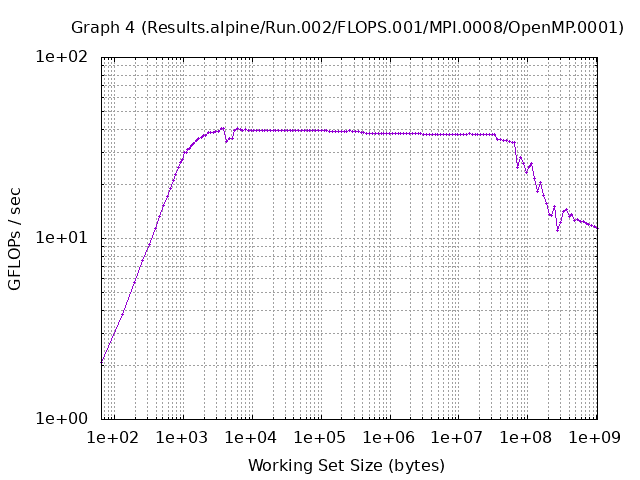 Graph 4 (Results.alpine/Run.002/FLOPS.001/MPI.0008/OpenMP.0001)
1e+02
1e+01
1e+00
GFLOPs / sec
1e+02 1e+03 1e+04 1e+05 1e+06 1e+07 1e+08 1e+09
Working Set Size (bytes)